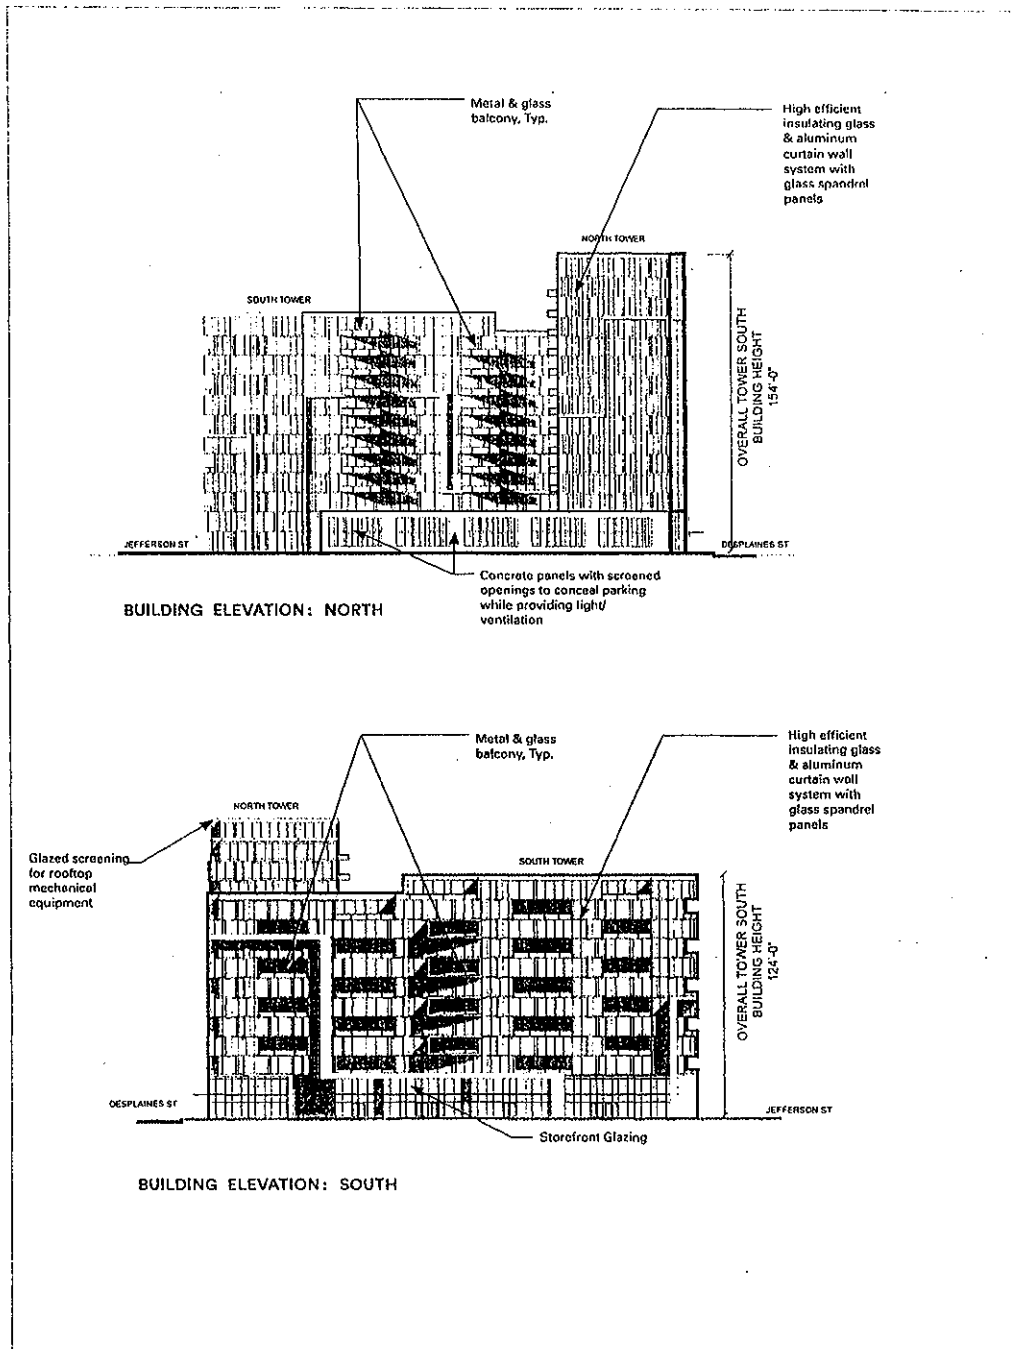 Metal & glass
balcony, Typ.
High efficient
insulating glass
& aluminum
curtain wall
system with
glass spandrel
panels
NORTH TOWER
SOUTH TOWER
OVERALL TOWER SOUTH
BUILDING HEIGHT
154'-0"
JEFFERSON ST
DESPLAINES ST
Concrete panels with screened
openings to conceal parking
while providing light/
ventilation
BUILDING ELEVATION: NORTH
Metal & glass
balcony, Typ.
High efficient
insulating glass
& aluminum
curtain wall
system with
glass spandrel
panels
NORTH TOWER
Glazed screening
for rooftop
mechanical
equipment
SOUTH TOWER
OVERALL TOWER SOUTH
BUILDING HEIGHT
124'-0"
DESPLAINES ST
JEFFERSON ST
Storefront Glazing
BUILDING ELEVATION: SOUTH